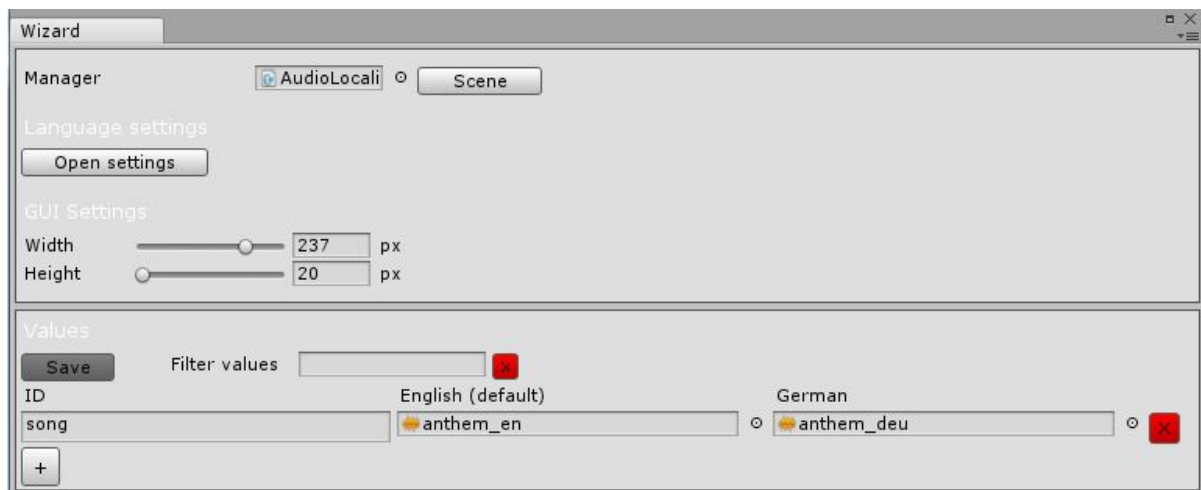 Wizard
Manager AudioLocali Scene
Language settings
Open settings
GUI Settings
Width 237 px
Height 20 px
Values
Save Filter values x
ID English (default) German
song anthem_en anthem_deu X
+